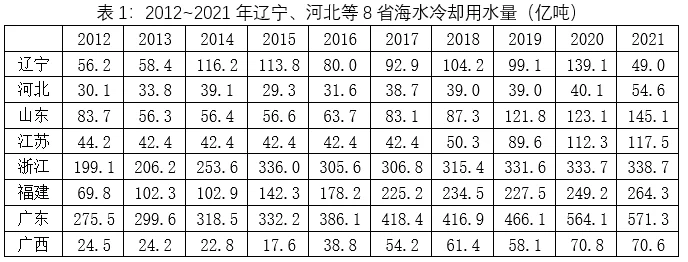 表 1：2012~2021 年辽宁、河北等 8 省海水冷却用水量（亿吨）
2012 2013 2014 2015 2016 2017 2018 2019 2020 2021
辽宁 56.2 58.4 116.2 113.8 80.0 92.9 104.2 99.1 139.1 49.0
河北 30.1 33.8 39.1 29.3 31.6 38.7 39.0 39.0 40.1 54.6
山东 83.7 56.3 56.4 56.6 63.7 83.1 87.3 121.8 123.1 145.1
江苏 44.2 42.4 42.4 42.4 42.4 42.4 50.3 89.6 112.3 117.5
浙江 199.1 206.2 253.6 336.0 305.6 306.8 315.4 331.6 333.7 338.7
福建 69.8 102.3 102.9 142.3 178.2 225.2 234.5 227.5 249.2 264.3
广东 275.5 299.6 318.5 332.2 386.1 418.4 416.9 466.1 564.1 571.3
广西 24.5 24.2 22.8 17.6 38.8 54.2 61.4 58.1 70.8 70.6